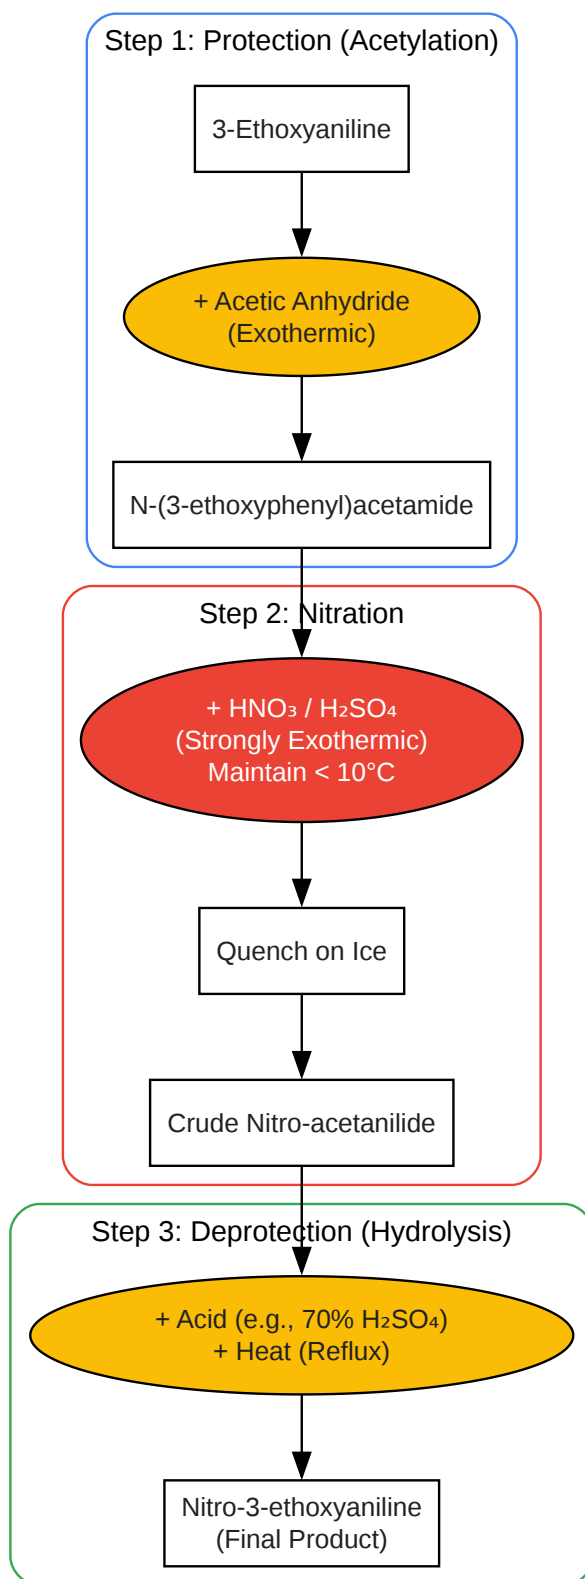 Step 1: Protection (Acetylation)
3-Ethoxyaniline
+ Acetic Anhydride
(Exothermic)
N-(3-ethoxyphenyl)acetamide
Step 2: Nitration
+ HNO₃ / H₂SO₄
(Strongly Exothermic)
Maintain < 10°C
Quench on Ice
Crude Nitro-acetanilide
Step 3: Deprotection (Hydrolysis)
+ Acid (e.g., 70% H₂SO₄)
+ Heat (Reflux)
Nitro-3-ethoxyaniline
(Final Product)